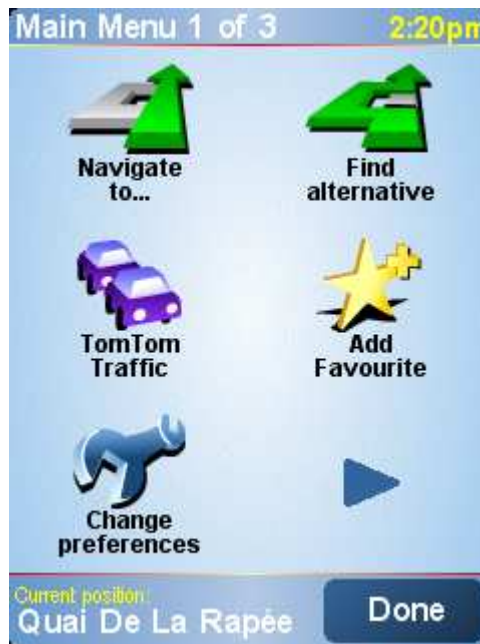 Main Menu 1 of 3 2:20pm
Navigate
to...
Find
alternative
TomTom
Traffic
Add
Favourite
Change
preferences
Current position:
Quai De La Rapée
Done